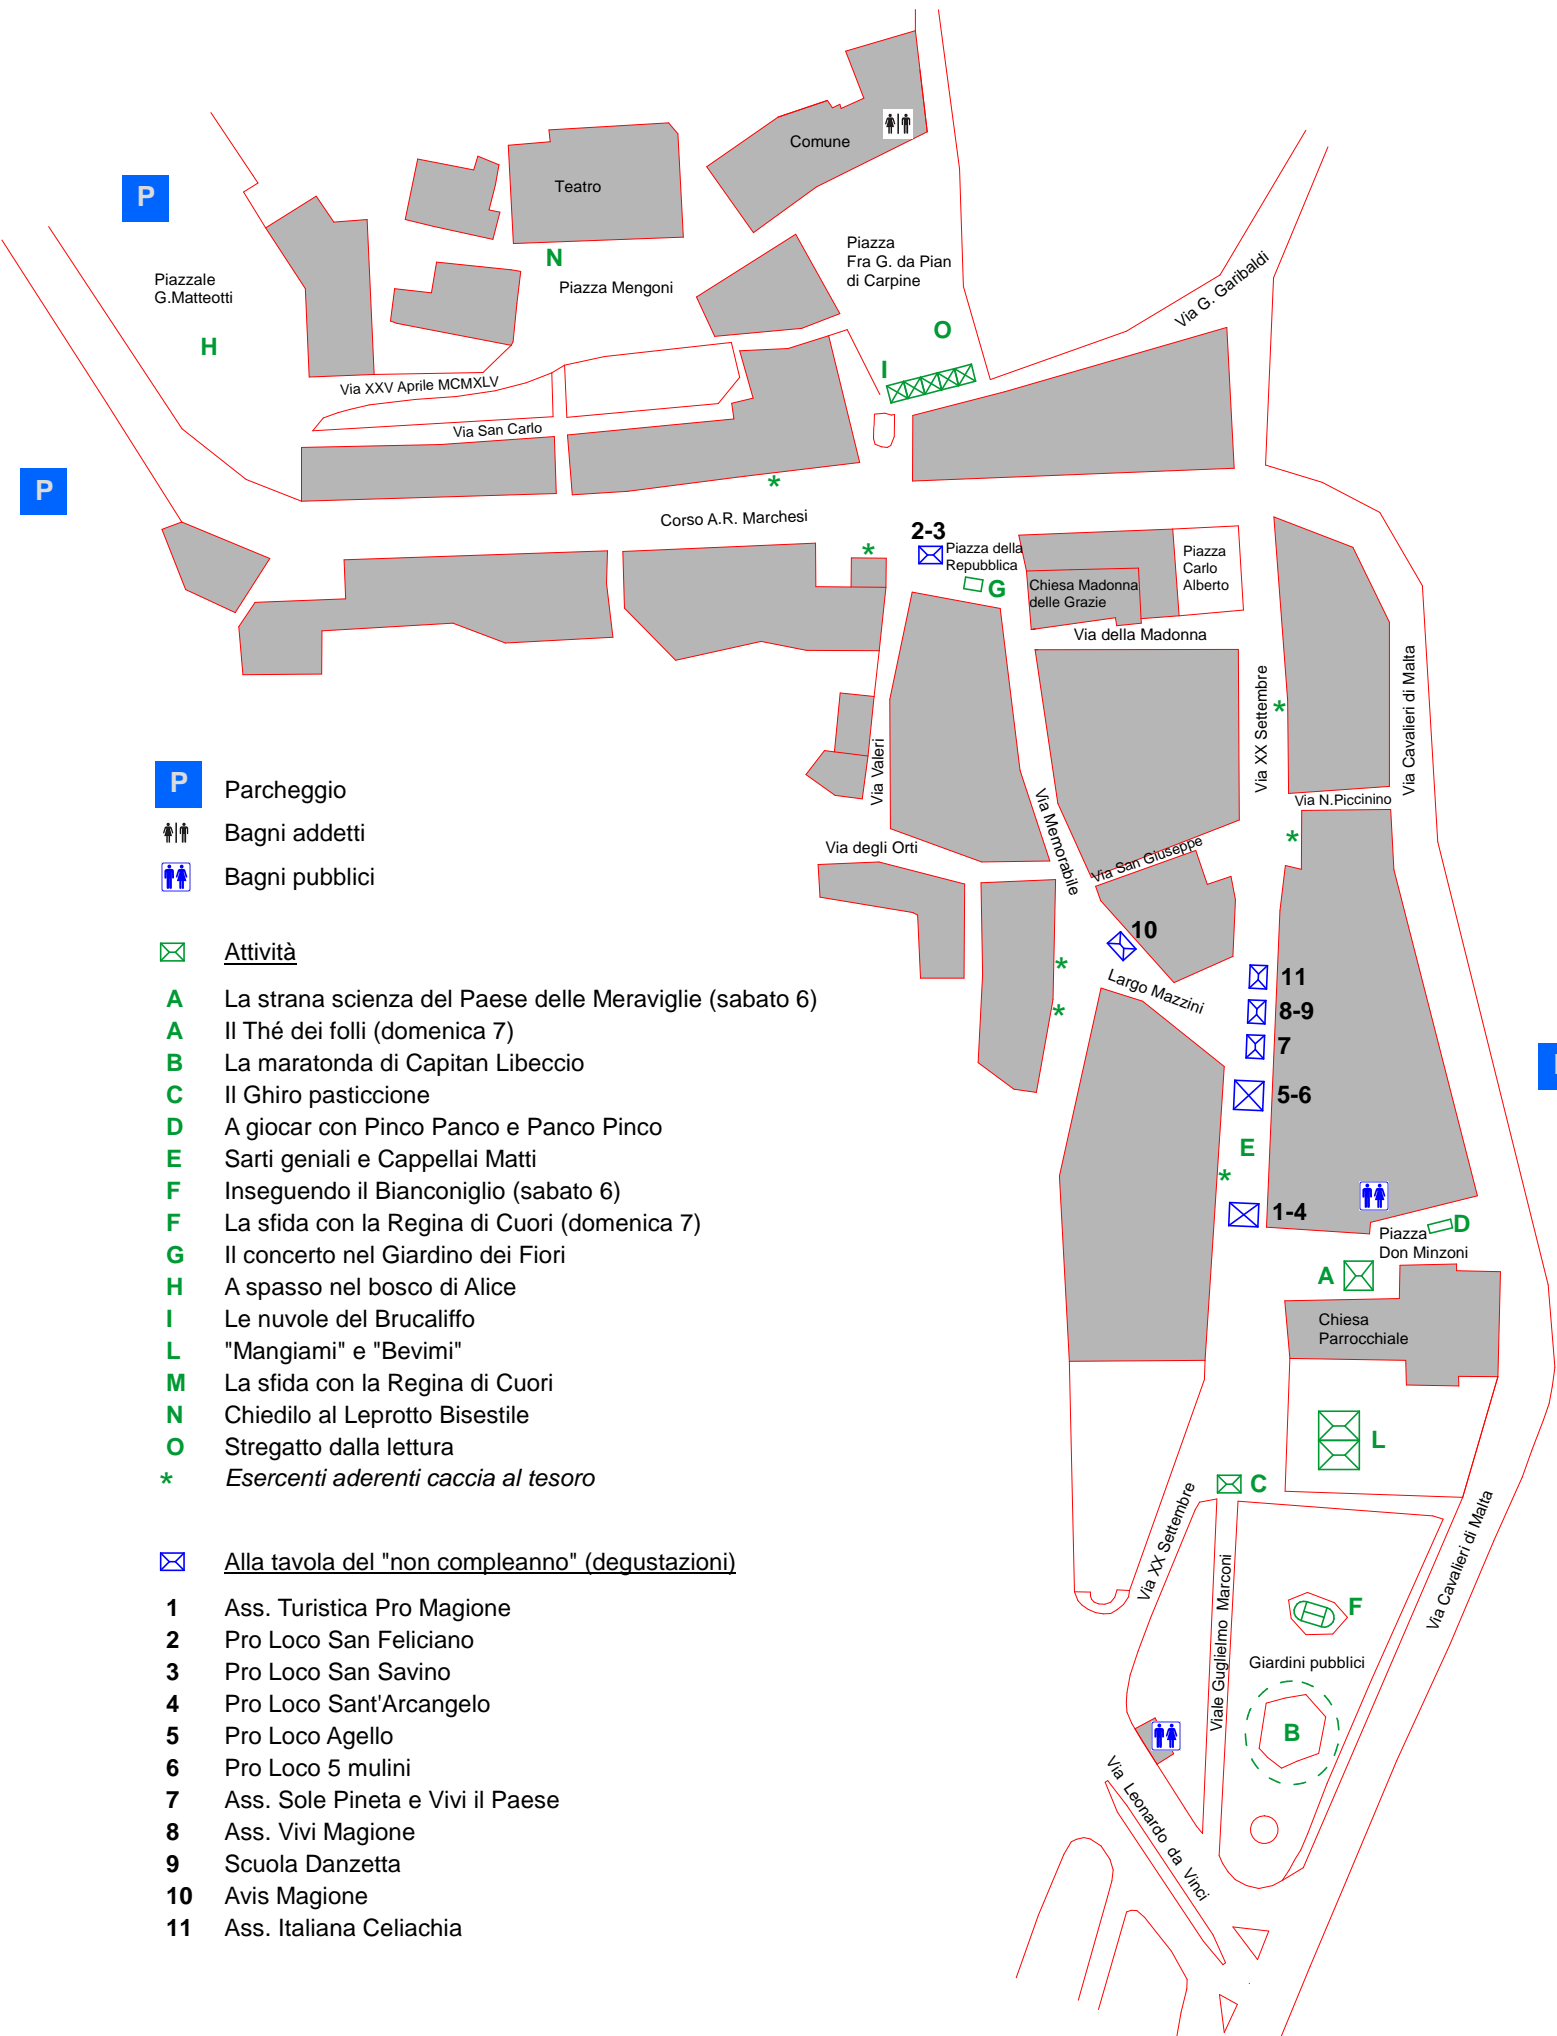 Comune
Teatro
P
N
Piazza
Fra G. da Pian
di Carpine
Piazzale
G.Matteotti
Piazza Mengoni
Via G. Garibaldi
O
H
I
Via XXV Aprile MCMXLV
Via San Carlo
P
*
Corso A.R. Marchesi
2-3
*
Piazza della
Repubblica
G
Chiesa Madonna
delle Grazie
Piazza
Carlo
Alberto
Via della Madonna
Via XX Settembre
*
Via Cavalieri di Malta
Via Valeri
Via Memorabile
Via N.Piccinino
*
Via degli Orti
Via San Giuseppe
10
*
Largo Mazzini
*
11
8-9
7
5-6
E
*
1-4
D
Piazza
Don Minzoni
A
Chiesa
Parrocchiale
L
C
Via XX Settembre
Viale Guglielmo Marconi
Via Cavalieri di Malta
F
Giardini pubblici
B
Via Leonardo da Vinci
P Parcheggio
Bagni addetti
Bagni pubblici
Attività
A La strana scienza del Paese delle Meraviglie (sabato 6)
A Il Thé dei folli (domenica 7)
B La maratonda di Capitan Libeccio
C Il Ghiro pasticcione
D A giocar con Pinco Panco e Panco Pinco
E Sarti geniali e Cappellai Matti
F Inseguendo il Bianconiglio (sabato 6)
F La sfida con la Regina di Cuori (domenica 7)
G Il concerto nel Giardino dei Fiori
H A spasso nel bosco di Alice
I Le nuvole del Brucaliffo
L "Mangiami" e "Bevimi"
M La sfida con la Regina di Cuori
N Chiedilo al Leprotto Bisestile
O Stregatto dalla lettura
* Esercenti aderenti caccia al tesoro
Alla tavola del "non compleanno" (degustazioni)
1 Ass. Turistica Pro Magione
2 Pro Loco San Feliciano
3 Pro Loco San Savino
4 Pro Loco Sant'Arcangelo
5 Pro Loco Agello
6 Pro Loco 5 mulini
7 Ass. Sole Pineta e Vivi il Paese
8 Ass. Vivi Magione
9 Scuola Danzetta
10 Avis Magione
11 Ass. Italiana Celiachia